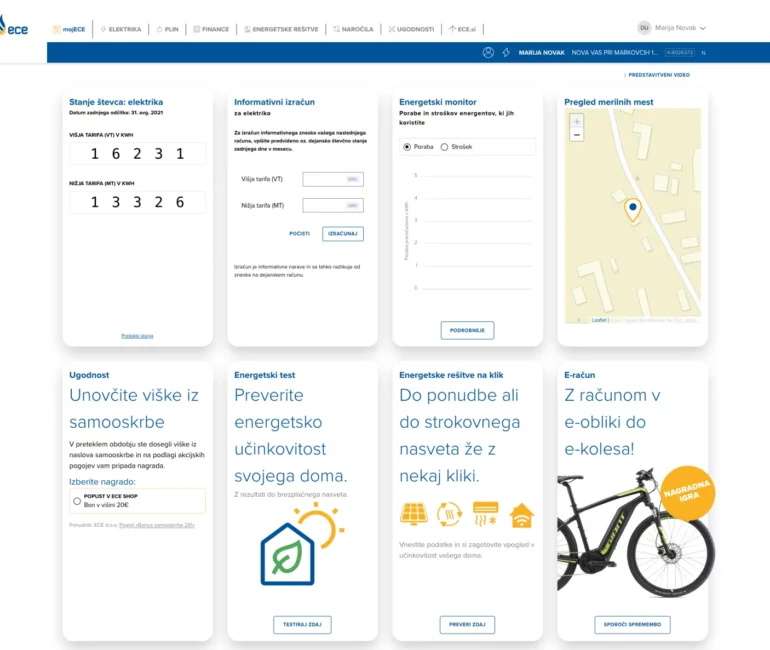 ece
mojECE
ELEKTRIKA
PLIN
FINANCE
ENERGETSKE REŠITVE
NAROČILA
UGODNOSTI
ECE.si
OU
Marija Novak
MARIJA NOVAK
NOVA VAS PRI MARKOVCIH 1...
PREDSTAVITVENI VIDEO
Stanje števca: elektrika
Datum zadnjega odčitka: 31. avg. 2021
VIŠJA TARIFA (VT) V KWH
1 6 2 3 1
NIŽJA TARIFA (MT) V KWH
1 3 3 2 6
Pretekla stanja
Informativni izračun
za elektriko
Za izračun informativnega zneska vašega naslednjega
računa, vpišite predvideno oz. dejansko števčno stanje
zadnjega dne v mesecu.
Višja tarifa (VT)
Nižja tarifa (MT)
POČISTI
IZRAČUNAJ
Izračun je informativne narave in se lahko razlikuje od
zneska na dejanskem računu.
Energetski monitor
Porabe in stroškov energentov, ki jih
koristite
Poraba
Strošek
5
4
3
2
1
0
PODROBNEJE
Pregled merilnih mest
+
−
Leaflet
Ugodnost
Unovčite viške iz
samooskrbe
V preteklem obdobju ste dosegli viške iz
naslova samooskrbe in na podlagi akcijskih
pogojev vam pripada nagrada.
Izberite nagrado:
POPUST V ECE SHOP
Bon v višini 20€
Ponudnik: ECE d.o.o.
Energetski test
Preverite
energetsko
učinkovitost
svojega doma.
Z rezultati do brezplačnega nasveta.
TESTIRAJ ZDAJ
Energetske rešitve na klik
Do ponudbe ali
do strokovnega
nasveta že z
nekaj kliki.
Vnesite podatke in si zagotovite vpogled v
učinkovitost vašega doma.
PREVERI ZDAJ
E-račun
Z računom v
e-obliki do
e-kolesa!
NAGRADNA
IGRA
SPOROČI SPREMEMBO